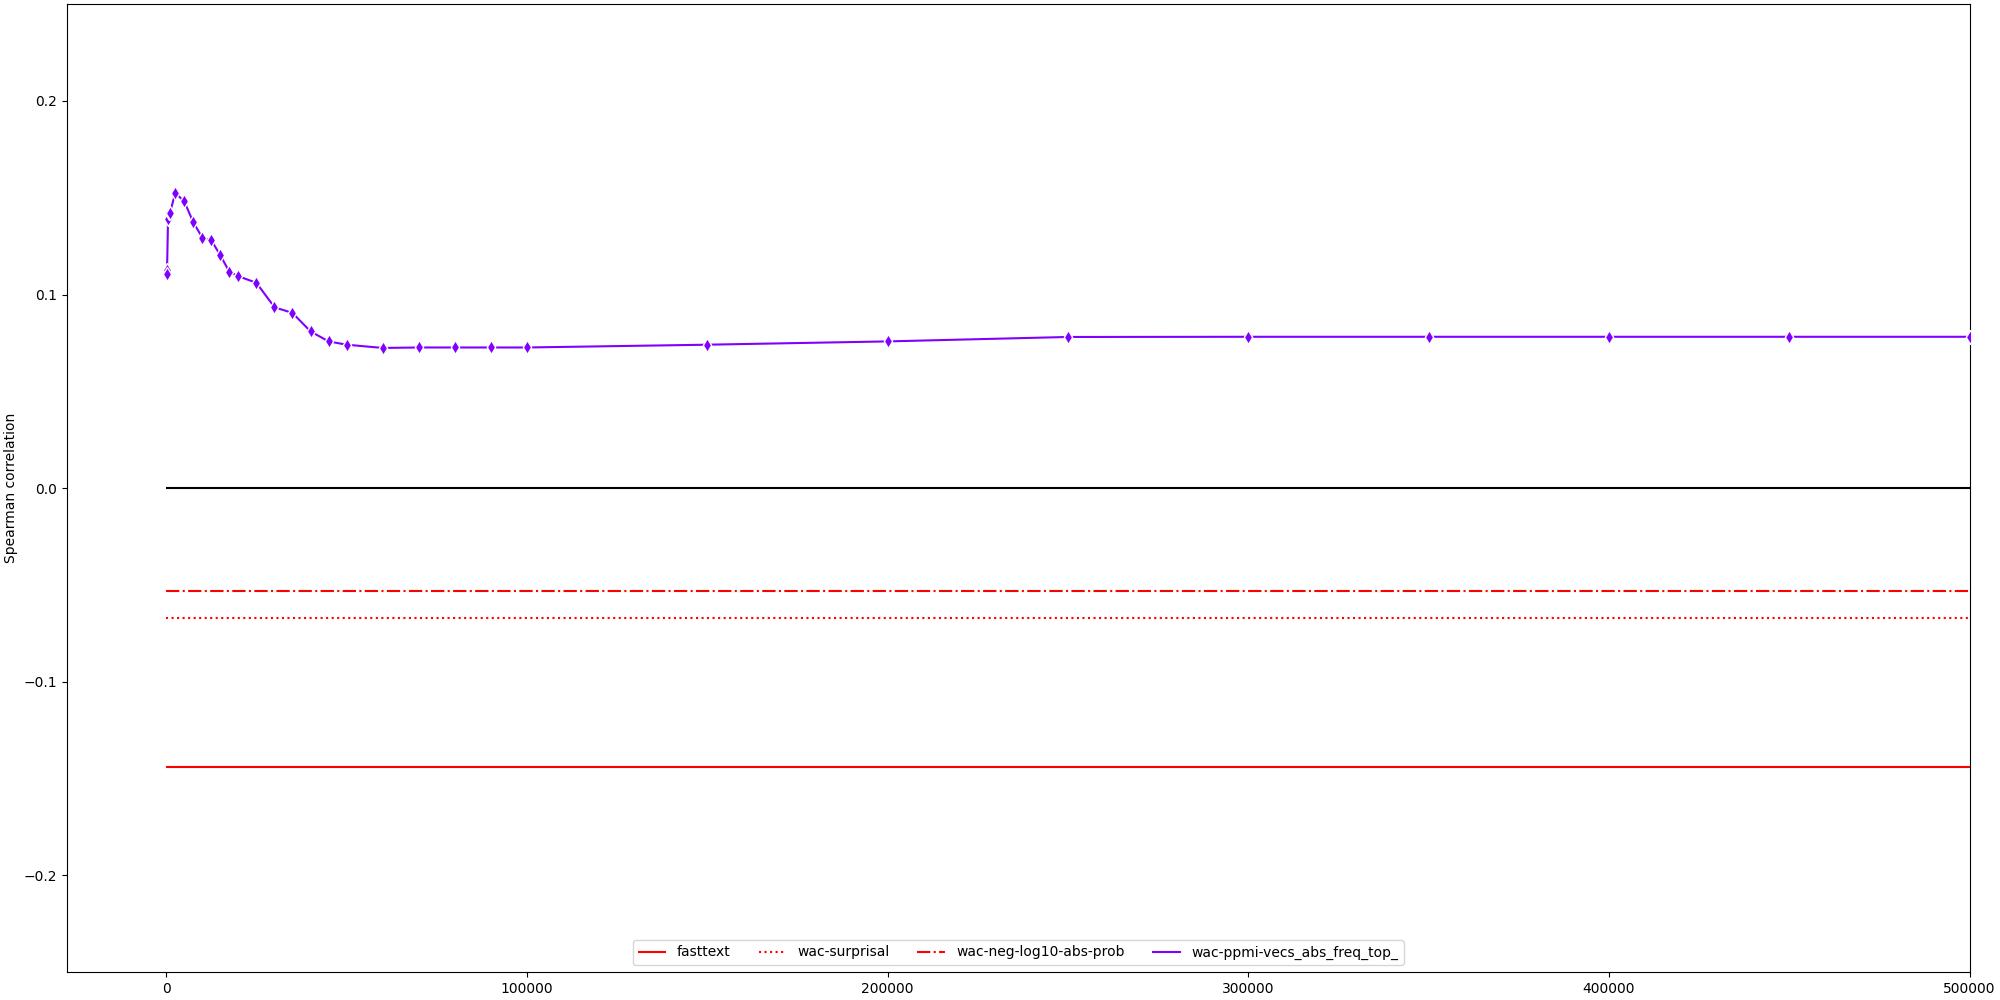 0.2
0.1
0.0
−0.1
−0.2
Spearman correlation
fasttext wac-surprisal wac-neg-log10-abs-prob wac-ppmi-vecs_abs_freq_top_
0 100000 200000 300000 400000 500000